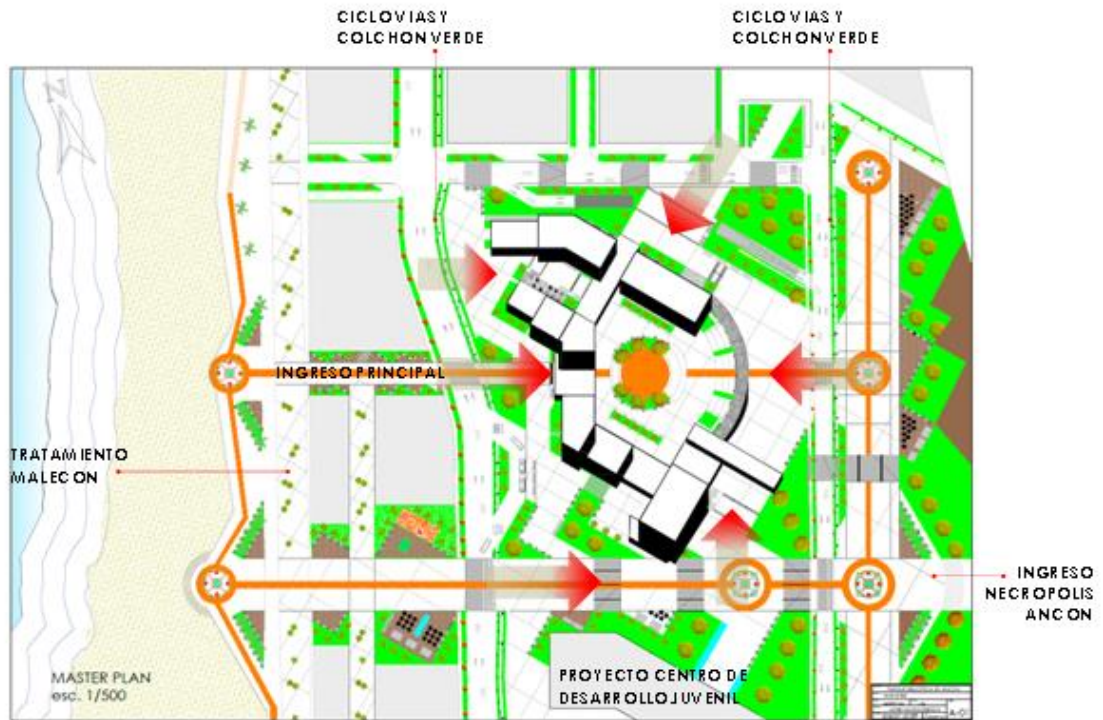 CICLOVIAS Y
COLCHON VERDE
CICLOVIAS Y
COLCHON VERDE
N
INGRESO PRINCIPAL
TRATAMIENTO
MALECON
INGRESO
NECROPOLIS
ANCON
PROYECTO CENTRO DE
DESARROLLO JUVENIL
MASTER PLAN
esc. 1/500